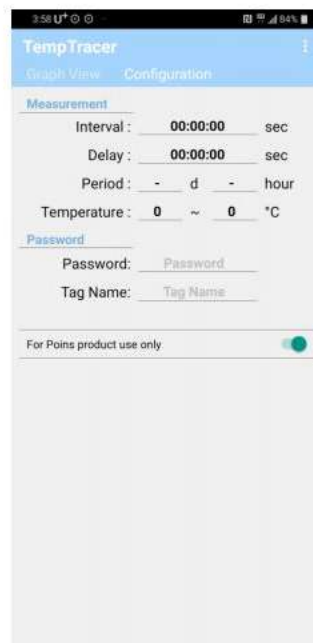 3:58 U+ 84%
TempTracer
Graph View Configuration
Measurement
Interval : 00:00:00 sec
Delay : 00:00:00 sec
Period : - d - hour
Temperature : 0 ~ 0 °C
Password
Password: Password
Tag Name: Tag Name
For Poins product use only